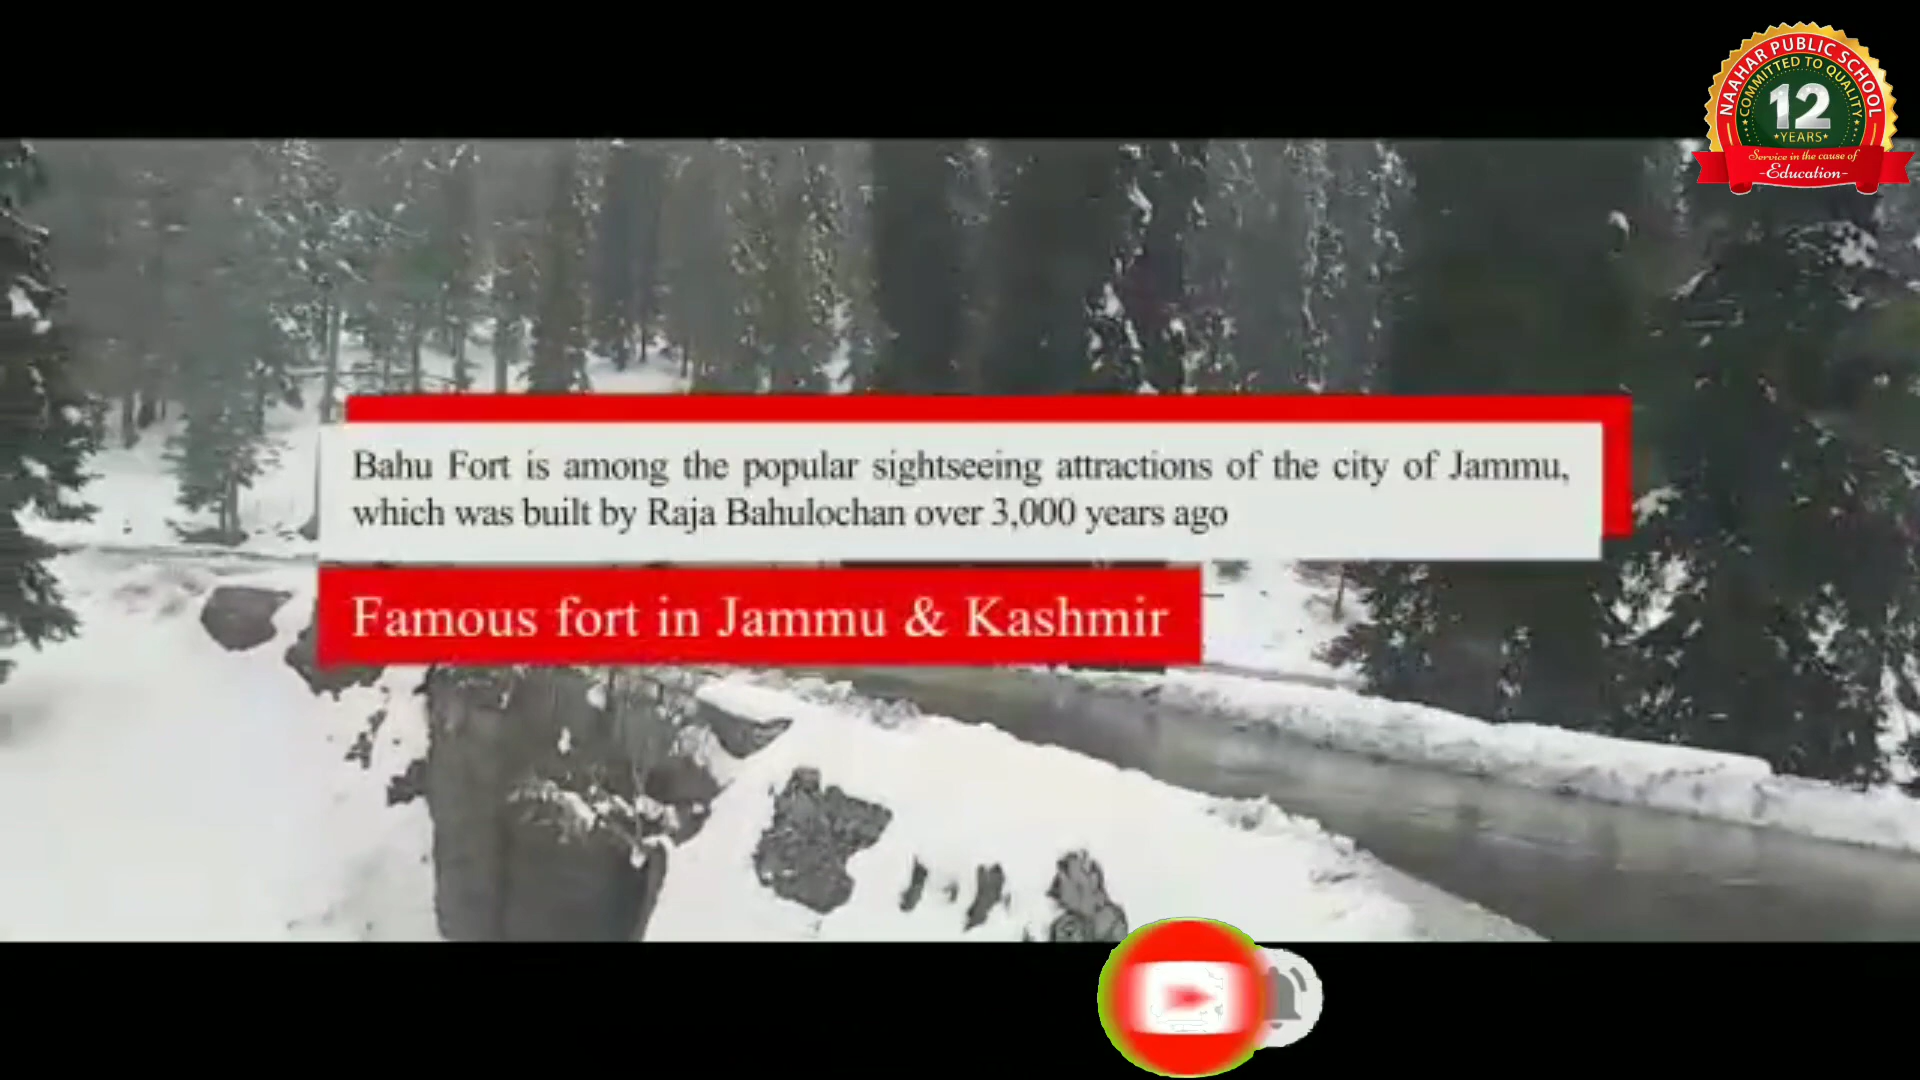 NAAHAR PUBLIC SCHOOL
COMMITTED TO QUALITY
12
YEARS
Service in the cause of
-Education-
Bahu Fort is among the popular sightseeing attractions of the city of Jammu,
which was built by Raja Bahulochan over 3,000 years ago
Famous fort in Jammu & Kashmir